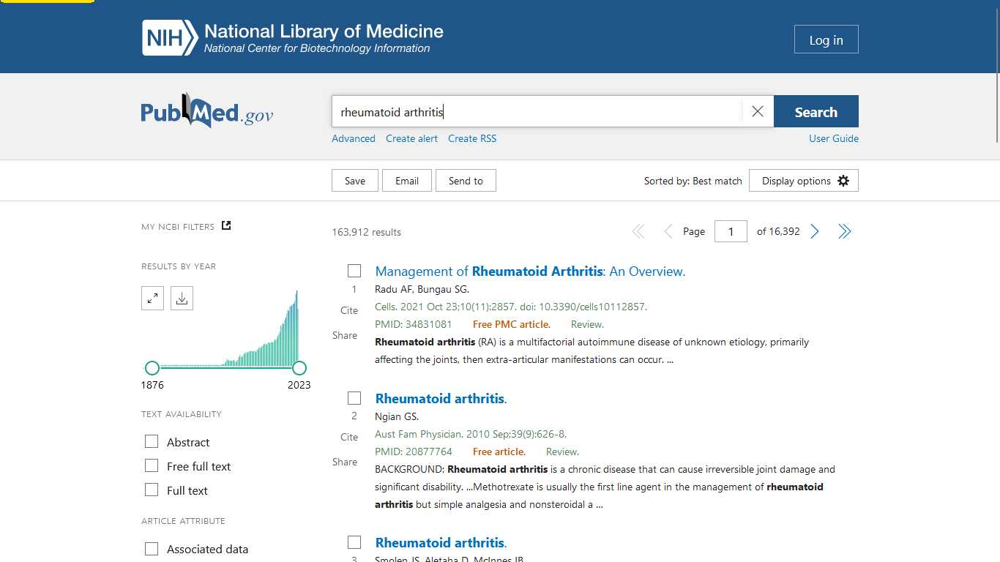 NIH National Library of Medicine
National Center for Biotechnology Information
Log in
PubMed.gov
rheumatoid arthritis
Search
Advanced Create alert Create RSS User Guide
Save Email Send to Sorted by: Best match Display options
MY NCBI FILTERS
163,912 results
Page 1 of 16,392
RESULTS BY YEAR
1876 2023
TEXT AVAILABILITY
Abstract
Free full text
Full text
ARTICLE ATTRIBUTE
Associated data
Management of Rheumatoid Arthritis: An Overview.
1 Radu AF, Bungau SG.
Cite Cells. 2021 Oct 23;10(11):2857. doi: 10.3390/cells10112857.
PMID: 34831081 Free PMC article. Review.
Share
Rheumatoid arthritis (RA) is a multifactorial autoimmune disease of unknown etiology, primarily
affecting the joints, then extra-articular manifestations can occur. ...
Rheumatoid arthritis.
2 Ngian GS.
Cite Aust Fam Physician. 2010 Sep;39(9):626-8.
PMID: 20877764 Free article. Review.
Share
BACKGROUND: Rheumatoid arthritis is a chronic disease that can cause irreversible joint damage and
significant disability. ...Methotrexate is usually the first line agent in the management of rheumatoid
arthritis but simple analgesia and nonsteroidal a ...
Rheumatoid arthritis.
3 Smolen JS, Aletaha D, McInnes IB.